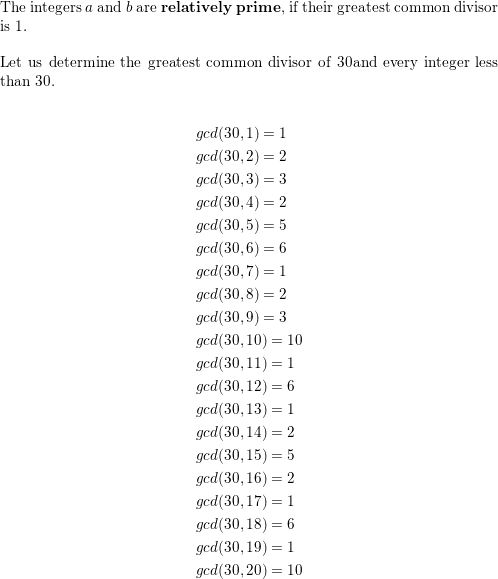 The integers a and b are relatively prime, if their greatest common divisor
is 1.
Let us determine the greatest common divisor of 30and every integer less
than 30.
gcd(30, 1) = 1
gcd(30, 2) = 2
gcd(30, 3) = 3
gcd(30, 4) = 2
gcd(30, 5) = 5
gcd(30, 6) = 6
gcd(30, 7) = 1
gcd(30, 8) = 2
gcd(30, 9) = 3
gcd(30, 10) = 10
gcd(30, 11) = 1
gcd(30, 12) = 6
gcd(30, 13) = 1
gcd(30, 14) = 2
gcd(30, 15) = 5
gcd(30, 16) = 2
gcd(30, 17) = 1
gcd(30, 18) = 6
gcd(30, 19) = 1
gcd(30, 20) = 10